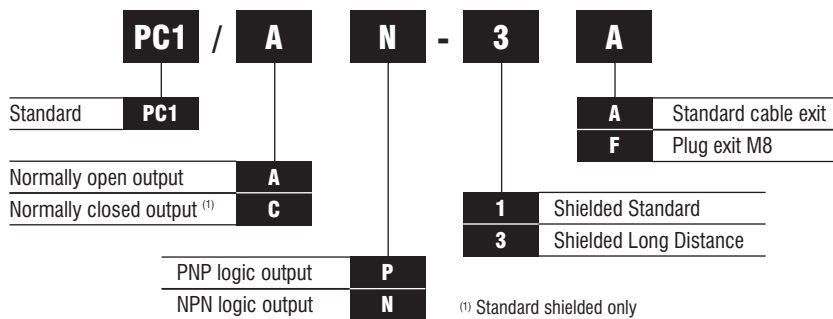 PC1 / A N - 3 A
Standard PC1
A Standard cable exit
F Plug exit M8
Normally open output A
Normally closed output (1) C
1 Shielded Standard
3 Shielded Long Distance
PNP logic output P
NPN logic output N
(1) Standard shielded only